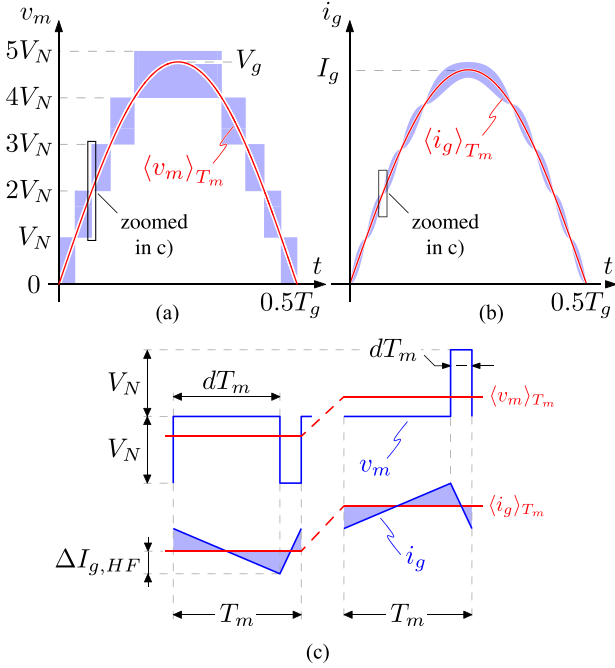 v_m
5V_N
4V_N
3V_N
2V_N
V_N
0
V_g
⟨v_m⟩_{T_m}
zoomed
in c)
t
0.5T_g
(a)
i_g
I_g
⟨i_g⟩_{T_m}
zoomed
in c)
t
0.5T_g
(b)
V_N
V_N
dT_m
dT_m
⟨v_m⟩_{T_m}
v_m
ΔI_{g,HF}
⟨i_g⟩_{T_m}
i_g
T_m
T_m
(c)